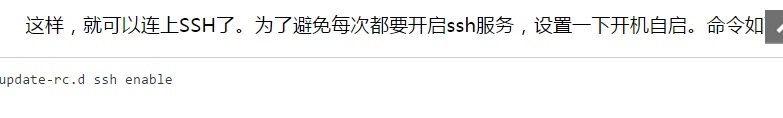 这样，就可以连上SSH了。为了避免每次都要开启ssh服务，设置一下开机自启。命令如
update-rc.d ssh enable